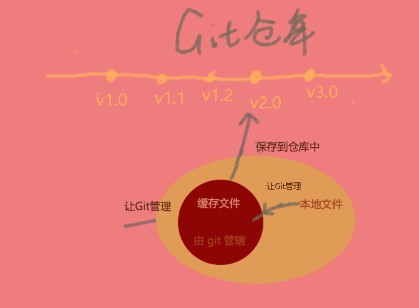 Git仓库
v1.0
v1.1
v1.2
v2.0
v3.0
保存到仓库中
让Git管理
让Git管理
缓存文件
本地文件
由 git 管辖